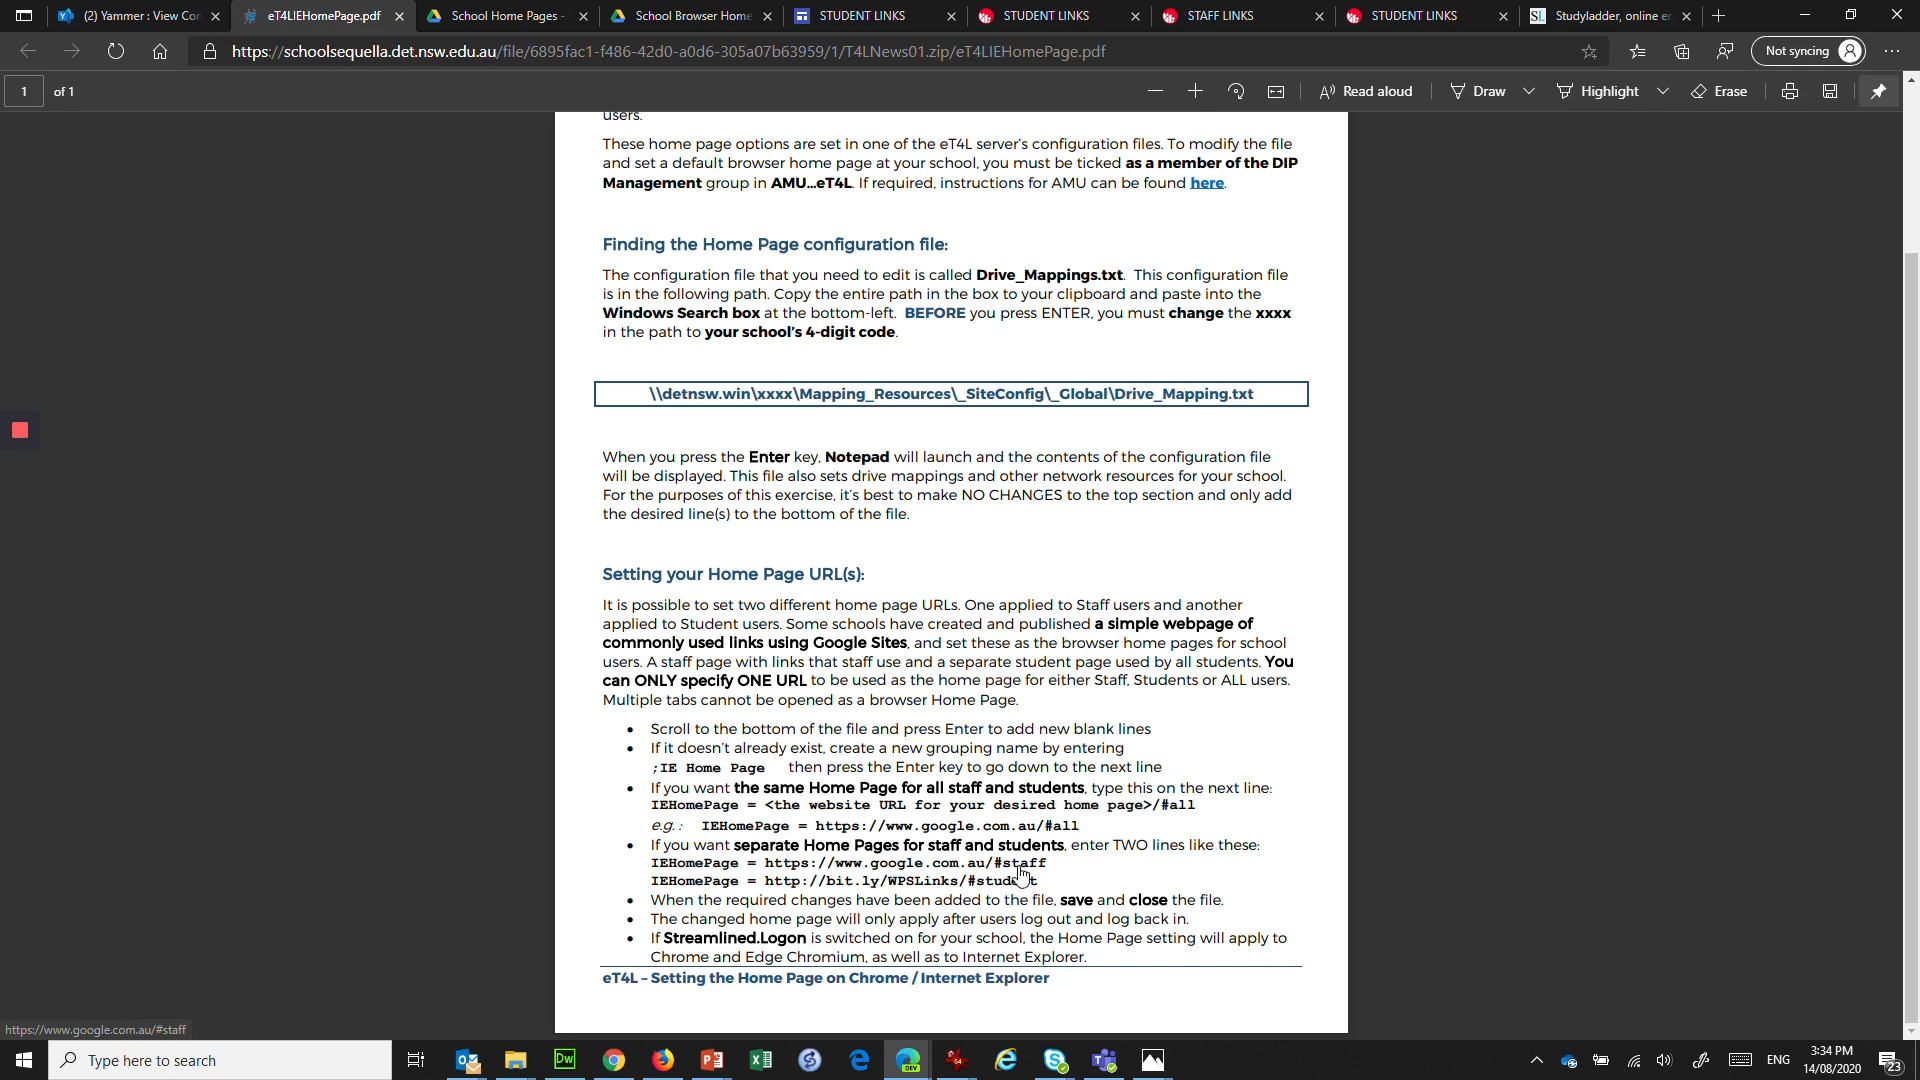 (2) Yammer : View Con
eT4LIEHomePage.pdf
School Home Pages -
School Browser Home
STUDENT LINKS
STUDENT LINKS
STAFF LINKS
STUDENT LINKS
SL Studyladder, online e
https://schoolsequella.det.nsw.edu.au/file/6895fac1-f486-42d0-a0d6-305a07b63959/1/T4LNews01.zip/eT4LIEHomePage.pdf
Not syncing
1 of 1
Read aloud
Draw
Highlight
Erase
users.
These home page options are set in one of the eT4L server's configuration files. To modify the file
and set a default browser home page at your school, you must be ticked as a member of the DIP
Management group in AMU...eT4L. If required, instructions for AMU can be found here.
Finding the Home Page configuration file:
The configuration file that you need to edit is called Drive_Mappings.txt. This configuration file
is in the following path. Copy the entire path in the box to your clipboard and paste into the
Windows Search box at the bottom-left. BEFORE you press ENTER, you must change the xxxx
in the path to your school's 4-digit code.
\\detnsw.win\xxxx\Mapping_Resources\_SiteConfig\_Global\Drive_Mapping.txt
When you press the Enter key, Notepad will launch and the contents of the configuration file
will be displayed. This file also sets drive mappings and other network resources for your school.
For the purposes of this exercise, it's best to make NO CHANGES to the top section and only add
the desired line(s) to the bottom of the file.
Setting your Home Page URL(s):
It is possible to set two different home page URLs. One applied to Staff users and another
applied to Student users. Some schools have created and published a simple webpage of
commonly used links using Google Sites, and set these as the browser home pages for school
users. A staff page with links that staff use and a separate student page used by all students. You
can ONLY specify ONE URL to be used as the home page for either Staff, Students or ALL users.
Multiple tabs cannot be opened as a browser Home Page.
• Scroll to the bottom of the file and press Enter to add new blank lines
• If it doesn't already exist, create a new grouping name by entering
;IE Home Page then press the Enter key to go down to the next line
• If you want the same Home Page for all staff and students, type this on the next line:
IEHomePage = <the website URL for your desired home page>/#all
e.g. : IEHomePage = https://www.google.com.au/#all
• If you want separate Home Pages for staff and students, enter TWO lines like these:
IEHomePage = https://www.google.com.au/#staff
IEHomePage = http://bit.ly/WPSLinks/#student
• When the required changes have been added to the file, save and close the file.
• The changed home page will only apply after users log out and log back in.
• If Streamlined.Logon is switched on for your school, the Home Page setting will apply to
Chrome and Edge Chromium, as well as to Internet Explorer.
eT4L – Setting the Home Page on Chrome / Internet Explorer
https://www.google.com.au/#staff
Type here to search
Dw
DEV
ENG
3:34 PM
14/08/2020
23